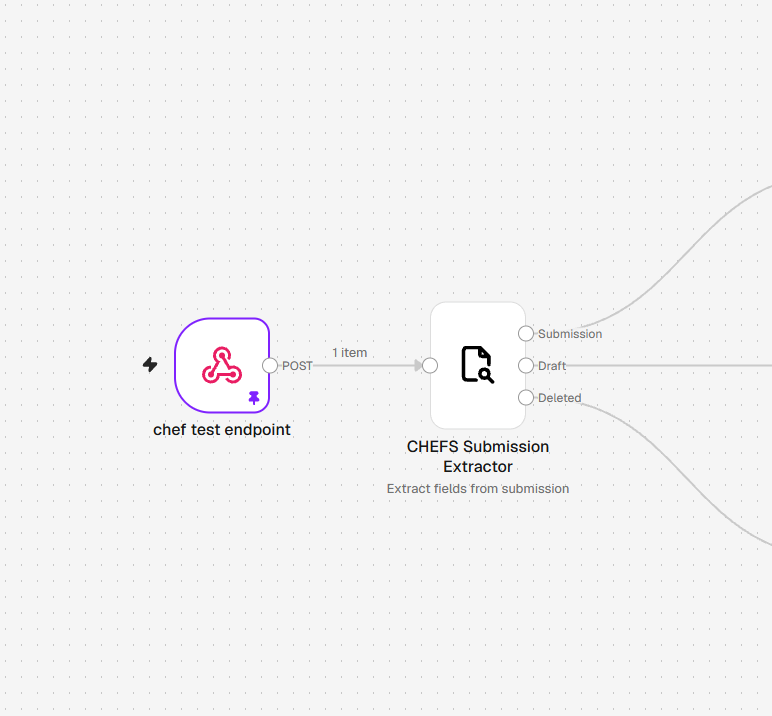 1 item
POST
Submission
Draft
Deleted
chef test endpoint
CHEFS Submission
Extractor
Extract fields from submission